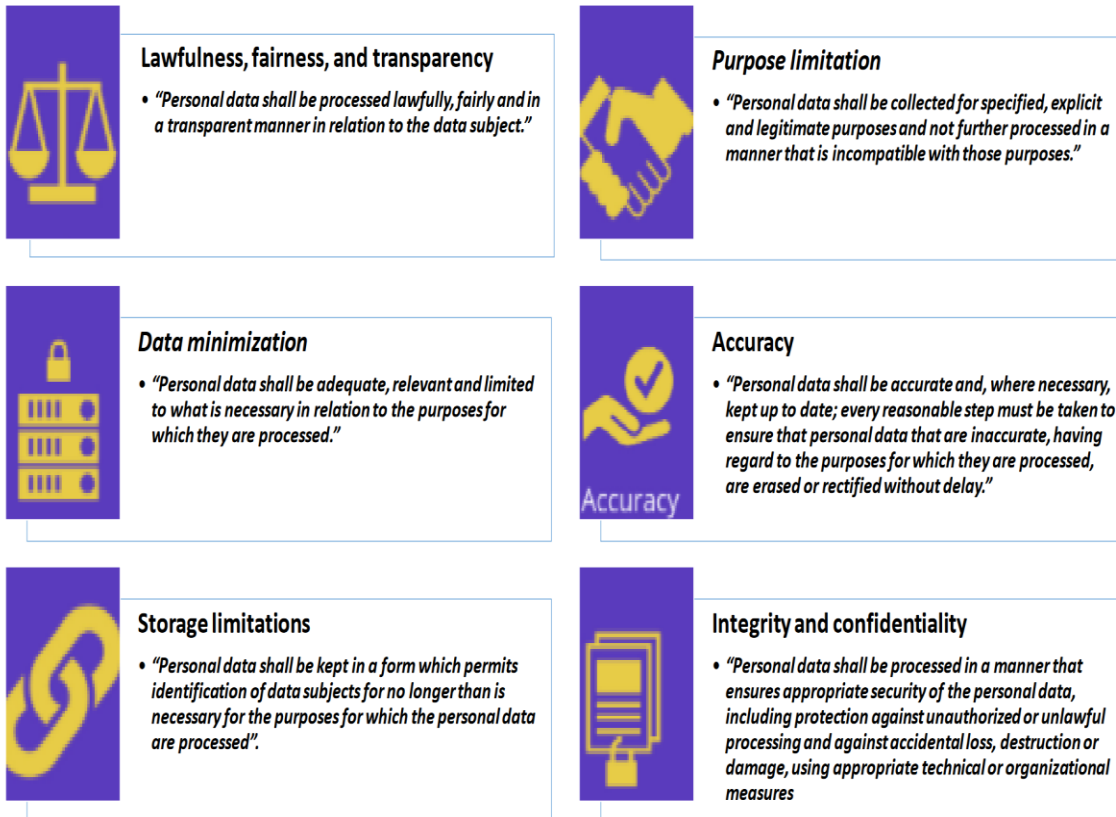 Lawfulness, fairness, and transparency
• “Personal data shall be processed lawfully, fairly and in
a transparent manner in relation to the data subject.”
Purpose limitation
• “Personal data shall be collected for specified, explicit
and legitimate purposes and not further processed in a
manner that is incompatible with those purposes.”
Data minimization
• “Personal data shall be adequate, relevant and limited
to what is necessary in relation to the purposes for
which they are processed.”
Accuracy
Accuracy
• “Personal data shall be accurate and, where necessary,
kept up to date; every reasonable step must be taken to
ensure that personal data that are inaccurate, having
regard to the purposes for which they are processed,
are erased or rectified without delay.”
Storage limitations
• “Personal data shall be kept in a form which permits
identification of data subjects for no longer than is
necessary for the purposes for which the personal data
are processed”.
Integrity and confidentiality
• “Personal data shall be processed in a manner that
ensures appropriate security of the personal data,
including protection against unauthorized or unlawful
processing and against accidental loss, destruction or
damage, using appropriate technical or organizational
measures